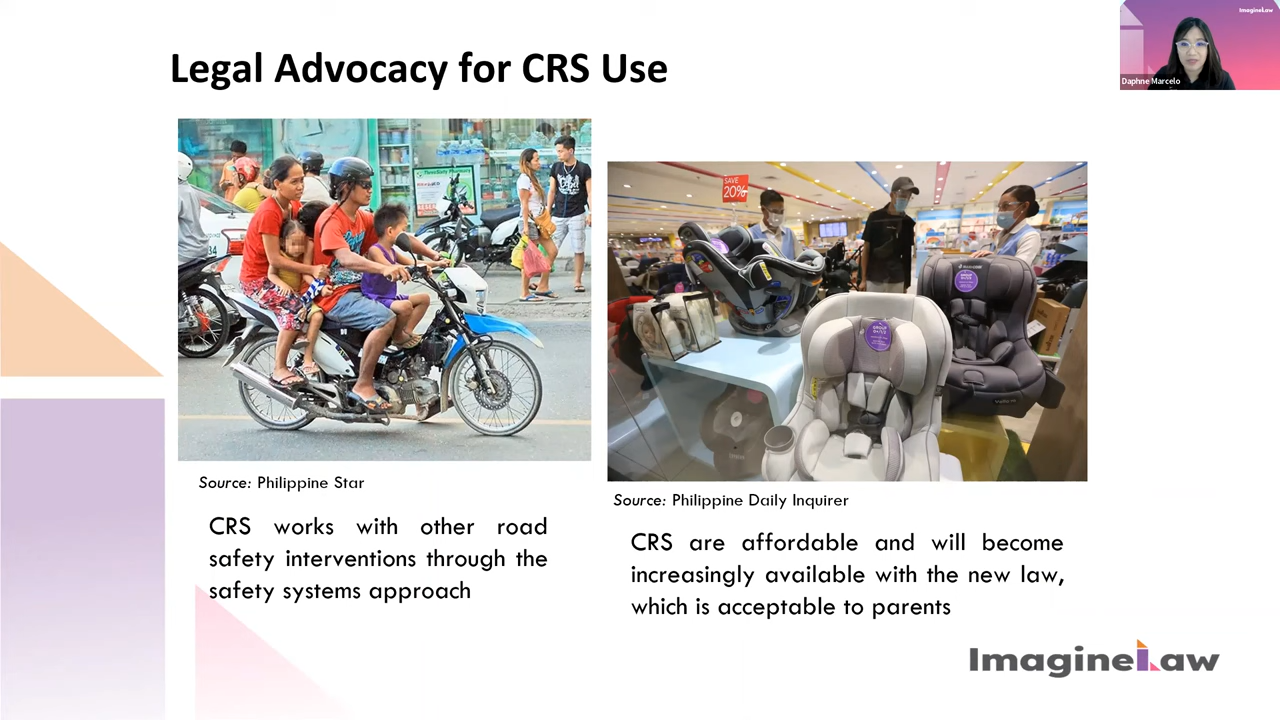 Legal Advocacy for CRS Use
ImagineLaw
Daphne Marcelo
SAVE
20%
Source: Philippine Star
Source: Philippine Daily Inquirer
CRS works with other road
safety interventions through the
safety systems approach
CRS are affordable and will become
increasingly available with the new law,
which is acceptable to parents
ImagineLaw